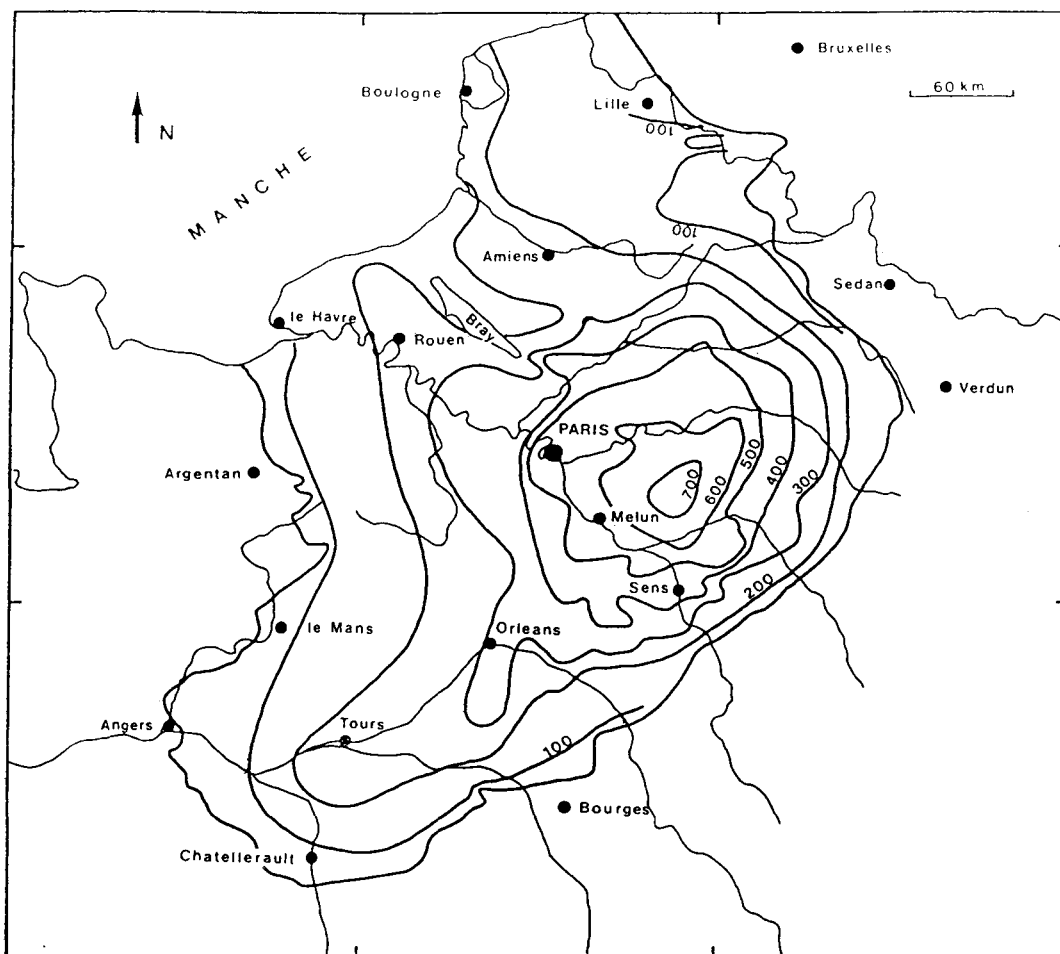 Bruxelles
Boulogne
Lille
60 km
N
100
MANCHE
100
Amiens
Sedan
le Havre
Bray
Rouen
Verdun
PARIS
Argentan
500
400
300
700
600
Melun
200
Sens
le Mans
Orleans
Angers
Tours
100
Bourges
Chatellerault